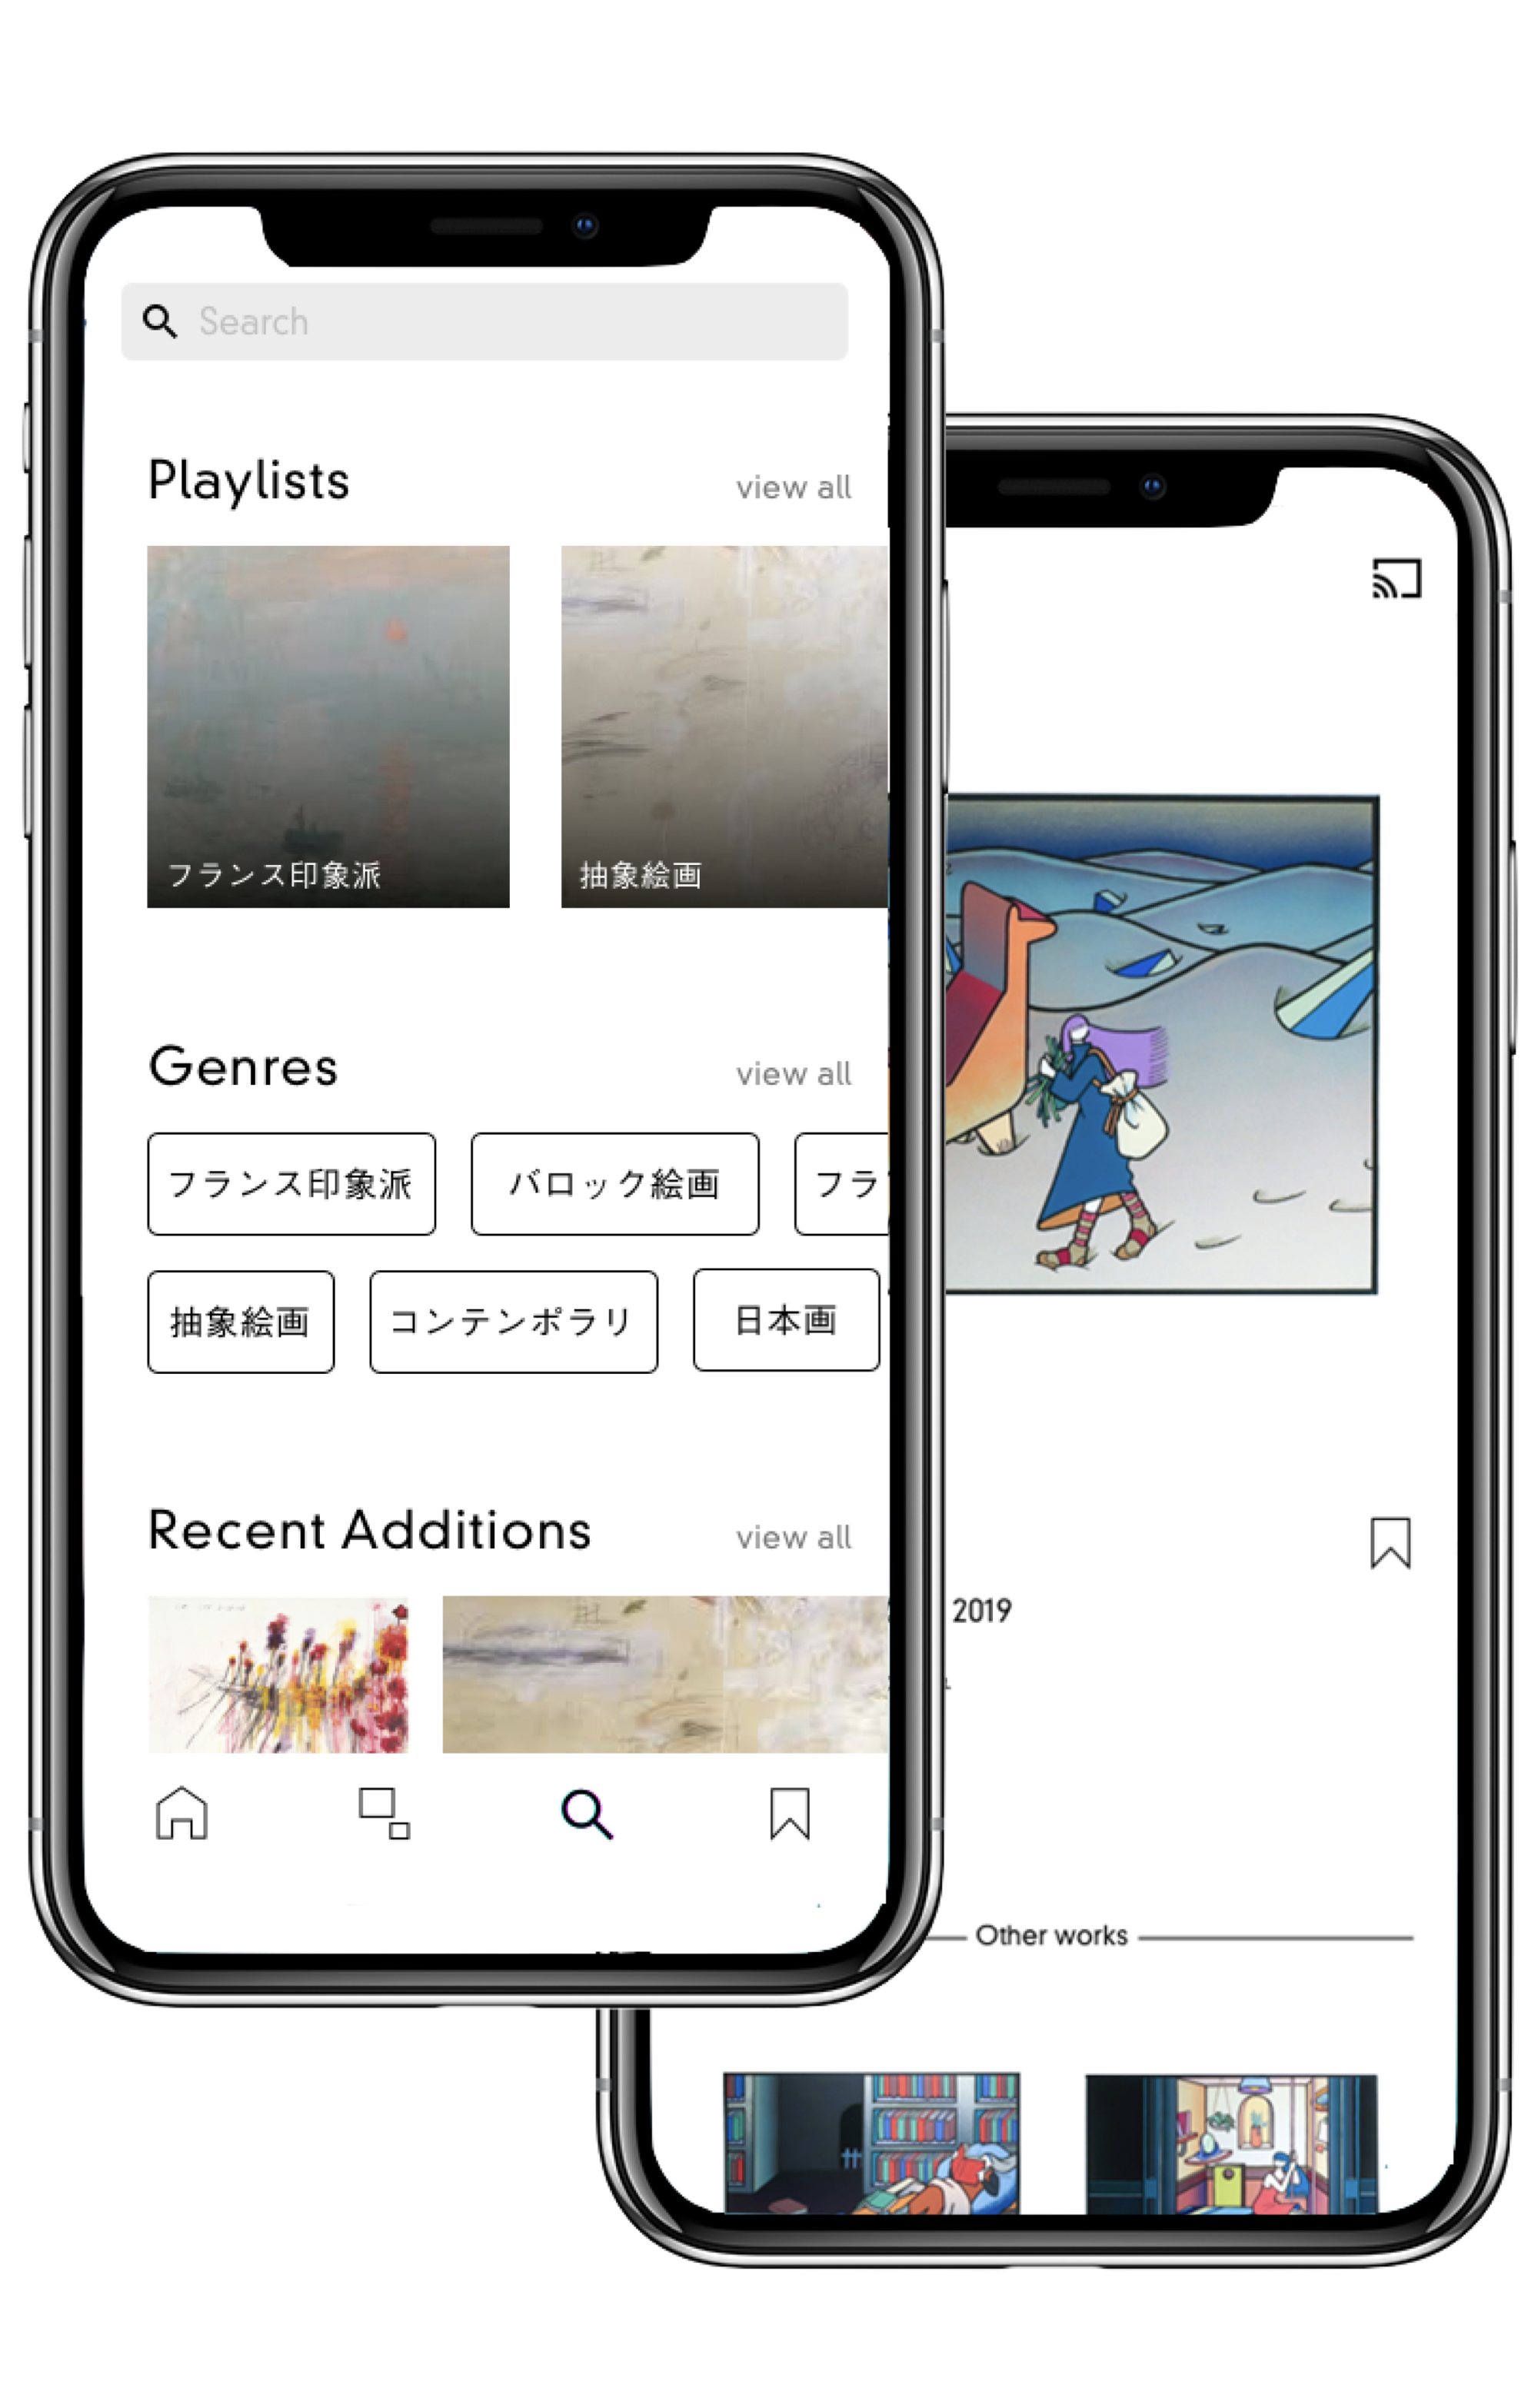 Search
Playlists
view all
フランス印象派
抽象絵画
Genres
view all
フランス印象派
バロック絵画
フラ
抽象絵画
コンテンポラリ
日本画
Recent Additions
view all
2019
Other works